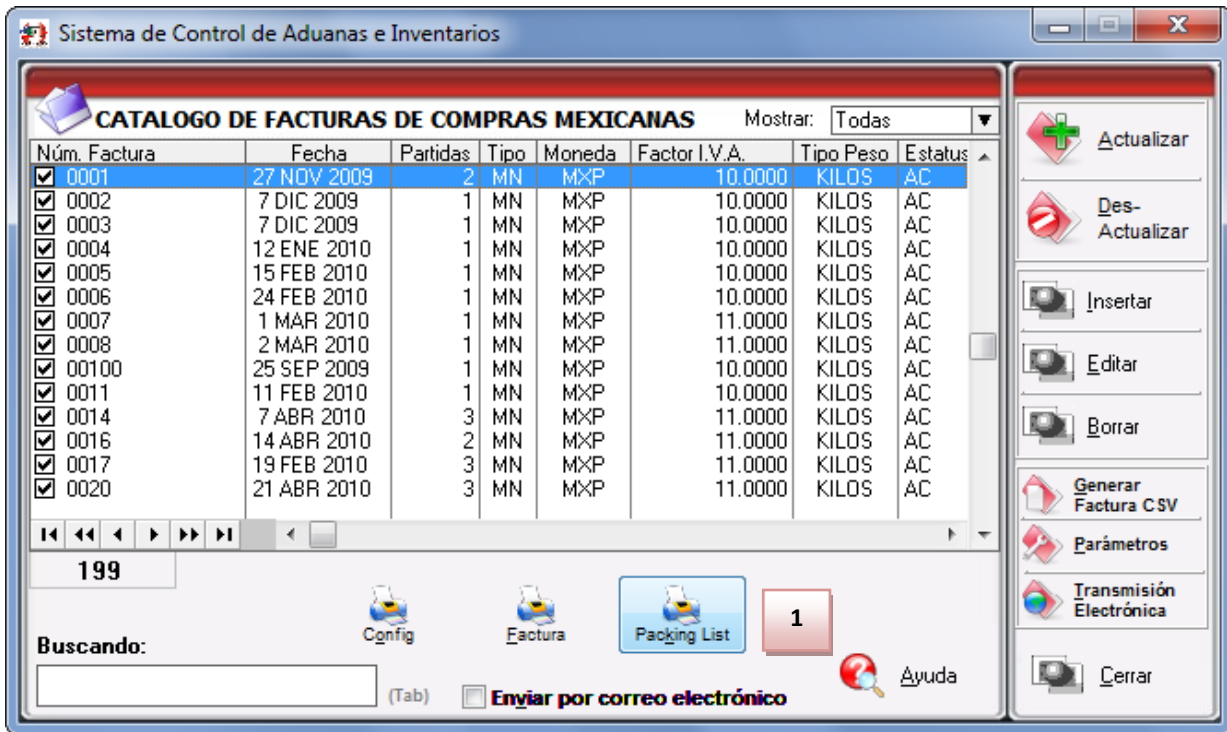 Sistema de Control de Aduanas e Inventarios
CATALOGO DE FACTURAS DE COMPRAS MEXICANAS Mostrar: Todas
Núm. Factura Fecha Partidas Tipo Moneda Factor I.V.A. Tipo Peso Estatus
0001 27 NOV 2009 2 MN MXP 10.0000 KILOS AC
0002 7 DIC 2009 1 MN MXP 10.0000 KILOS AC
0003 7 DIC 2009 1 MN MXP 10.0000 KILOS AC
0004 12 ENE 2010 1 MN MXP 10.0000 KILOS AC
0005 15 FEB 2010 1 MN MXP 10.0000 KILOS AC
0006 24 FEB 2010 1 MN MXP 10.0000 KILOS AC
0007 1 MAR 2010 1 MN MXP 11.0000 KILOS AC
0008 2 MAR 2010 1 MN MXP 11.0000 KILOS AC
00100 25 SEP 2009 1 MN MXP 10.0000 KILOS AC
0011 11 FEB 2010 1 MN MXP 10.0000 KILOS AC
0014 7 ABR 2010 3 MN MXP 11.0000 KILOS AC
0016 14 ABR 2010 2 MN MXP 11.0000 KILOS AC
0017 19 FEB 2010 3 MN MXP 11.0000 KILOS AC
0020 21 ABR 2010 3 MN MXP 11.0000 KILOS AC
199
Config Factura Packing List 1
Buscando:
(Tab) Enviar por correo electrónico
Ayuda
Actualizar
Des-
Actualizar
Insertar
Editar
Borrar
Generar
Factura CSV
Parámetros
Transmisión
Electrónica
Cerrar